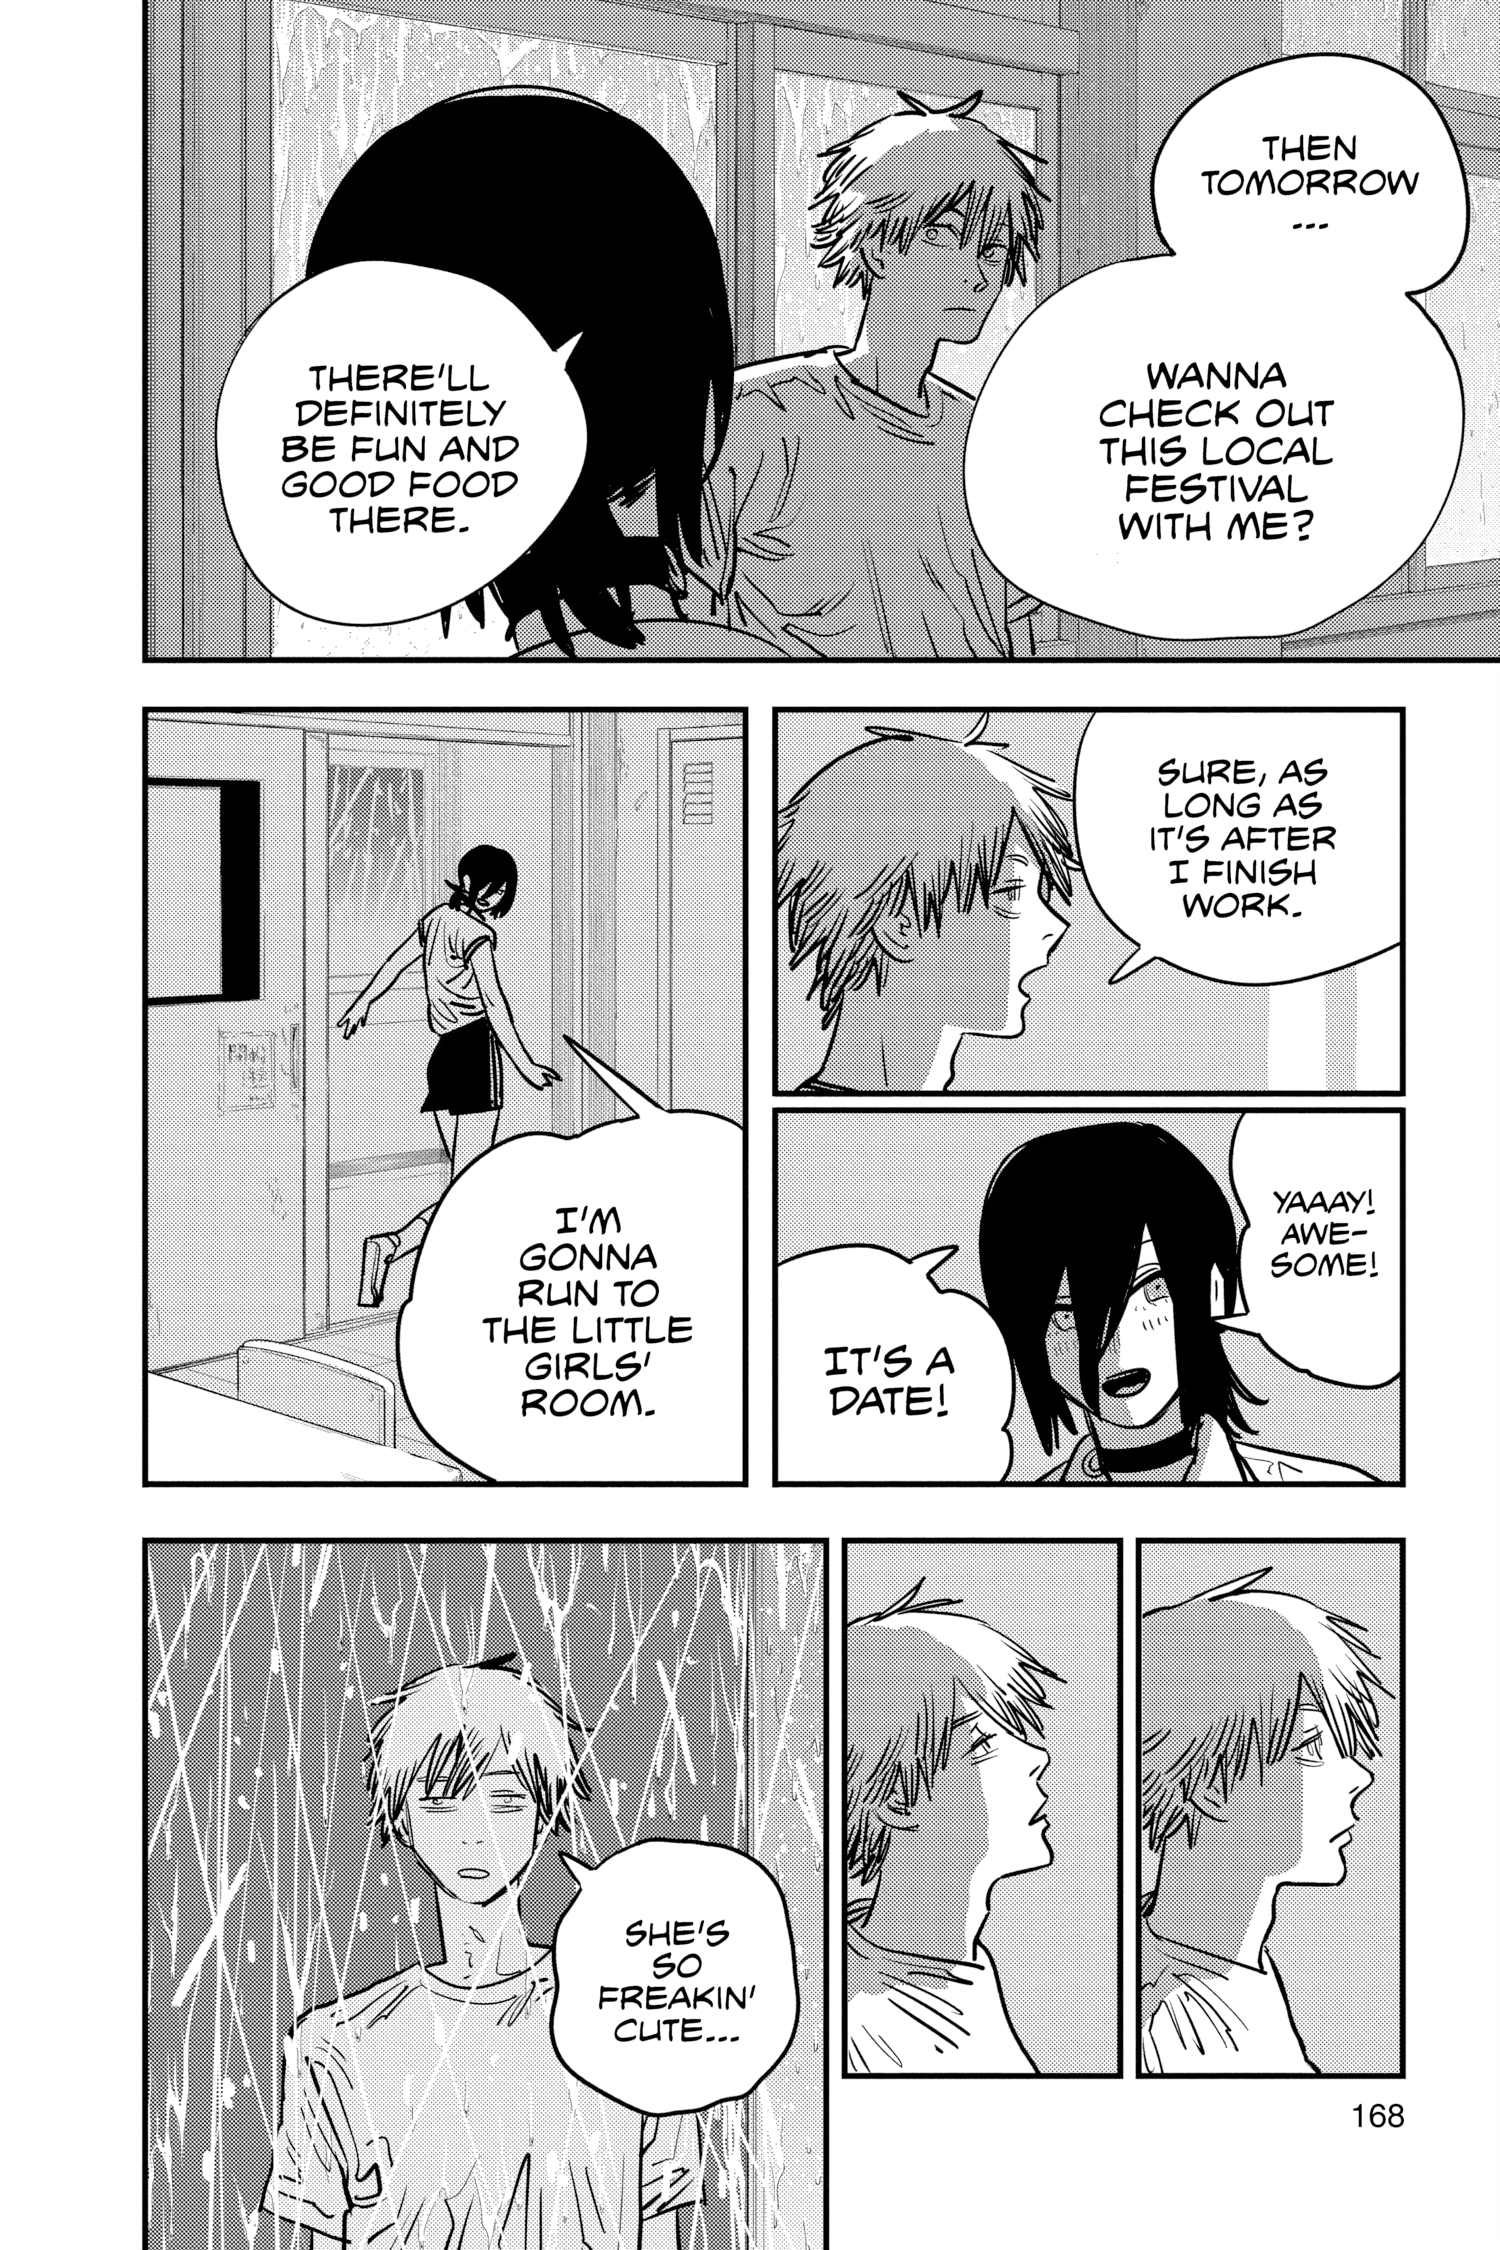 THEN
TOMORROW
...
WANNA
CHECK OUT
THIS LOCAL
FESTIVAL
WITH ME?
THERE'LL
DEFINITELY
BE FUN AND
GOOD FOOD
THERE.
SURE, AS
LONG AS
IT'S AFTER
I FINISH
WORK.
YAAAY!
AWE-
SOME!
IT'S A
DATE!
I'M
GONNA
RUN TO
THE LITTLE
GIRLS'
ROOM.
SHE'S
SO
FREAKIN'
CUTE...
168